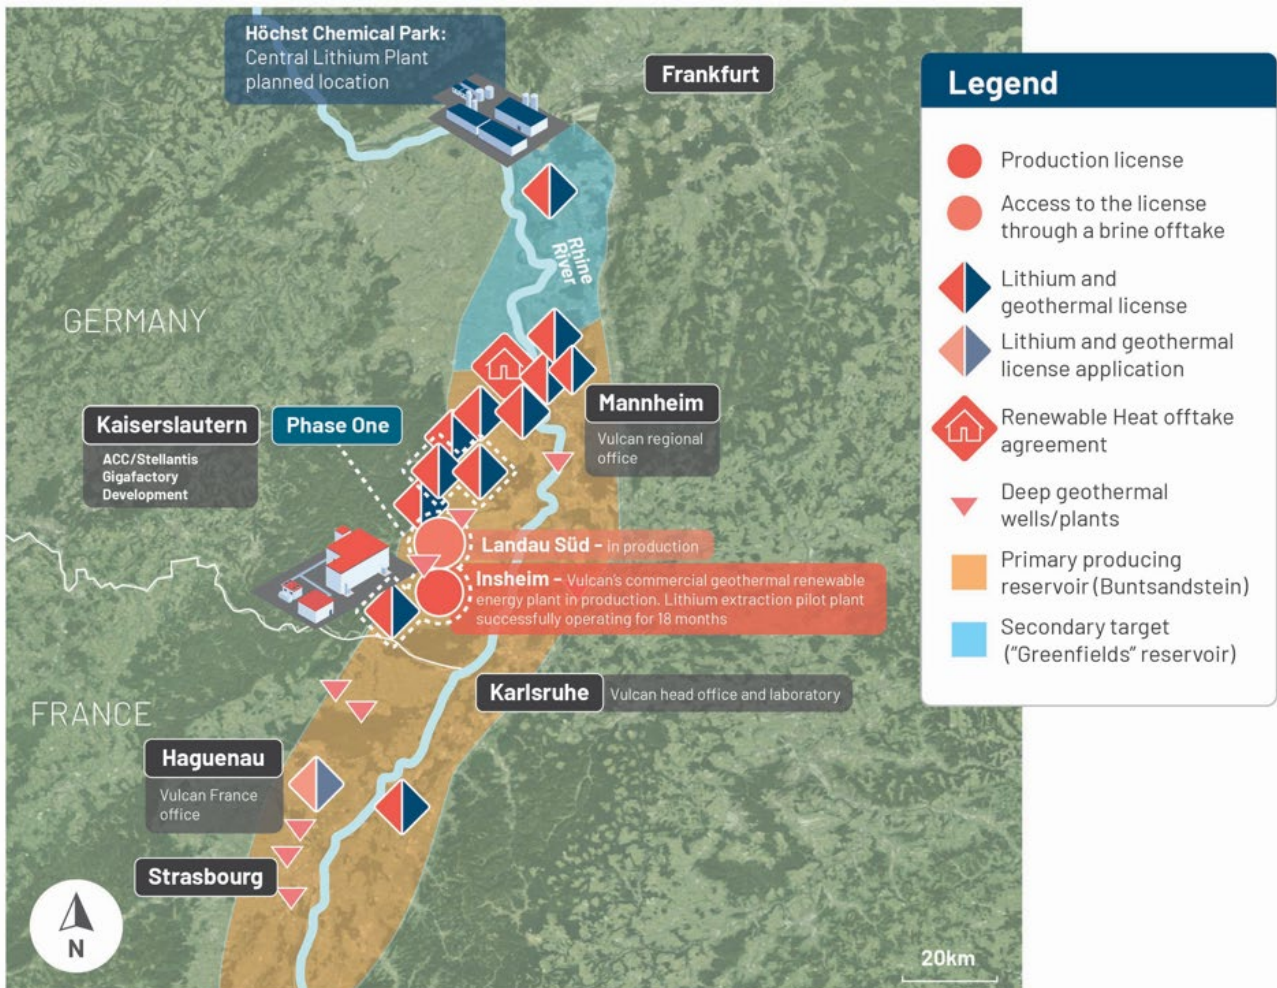 Höchst Chemical Park:
Central Lithium Plant
planned location
Frankfurt
Rhine
River
GERMANY
Kaiserslautern
ACC/Stellantis
Gigafactory
Development
Phase One
Mannheim
Vulcan regional
office
Landau Süd - in production
Insheim - Vulcan's commercial geothermal renewable
energy plant in production. Lithium extraction pilot plant
successfully operating for 18 months
Karlsruhe
Vulcan head office and laboratory
FRANCE
Haguenau
Vulcan France
office
Strasbourg
N
20km
Legend
Production license
Access to the license
through a brine offtake
Lithium and
geothermal license
Lithium and geothermal
license application
Renewable Heat offtake
agreement
Deep geothermal
wells/plants
Primary producing
reservoir (Buntsandstein)
Secondary target
("Greenfields" reservoir)